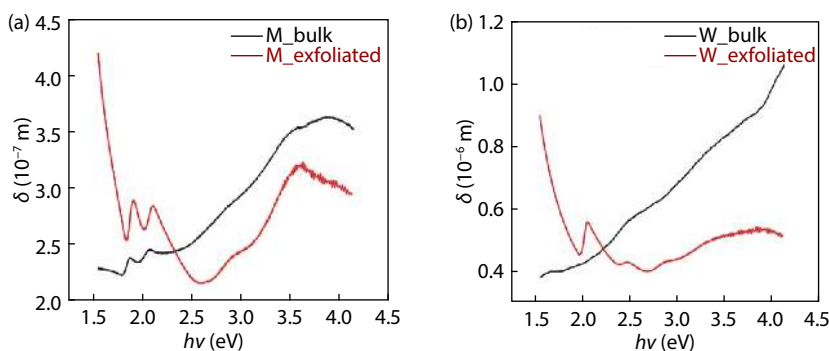 (a)
M_bulk
M_exfoliated
4.5
4.0
3.5
3.0
2.5
2.0
δ (10⁻⁷ m)
1.5 2.0 2.5 3.0 3.5 4.0 4.5
hν (eV)
(b)
W_bulk
W_exfoliated
1.2
1.0
0.8
0.6
0.4
δ (10⁻⁶ m)
1.5 2.0 2.5 3.0 3.5 4.0 4.5
hν (eV)